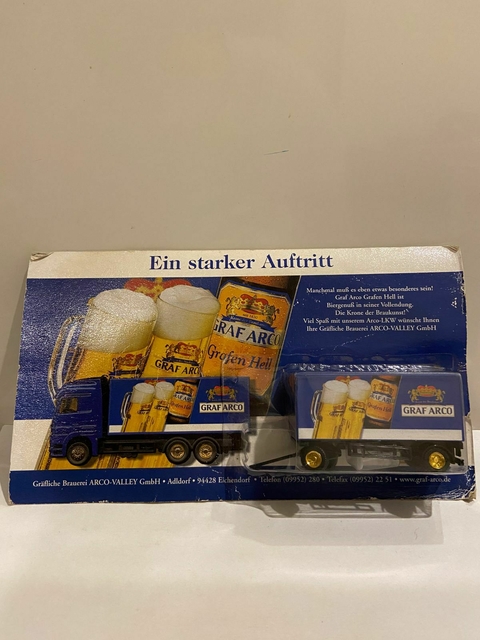 Ein starker Auftritt
Manchmal muß es eben etwas besonderes sein!
Graf Arco Grafen Hell ist
Biergenuß in seiner Vollendung.
Die Krone der Braukunst!
Viel Spaß mit unserem Arco-LKW wünscht Ihnen
Ihre Gräfliche Brauerei ARCO-VALLEY GmbH
GRAF ARCO
Grafen Hell
GRAF ARCO
GRAF ARCO
Gräfliche Brauerei ARCO-VALLEY GmbH • Adldorf • 94428 Eichendorf • Telefon (09952) 280 • Telefax (09952) 22 51 • www.graf-arco.de